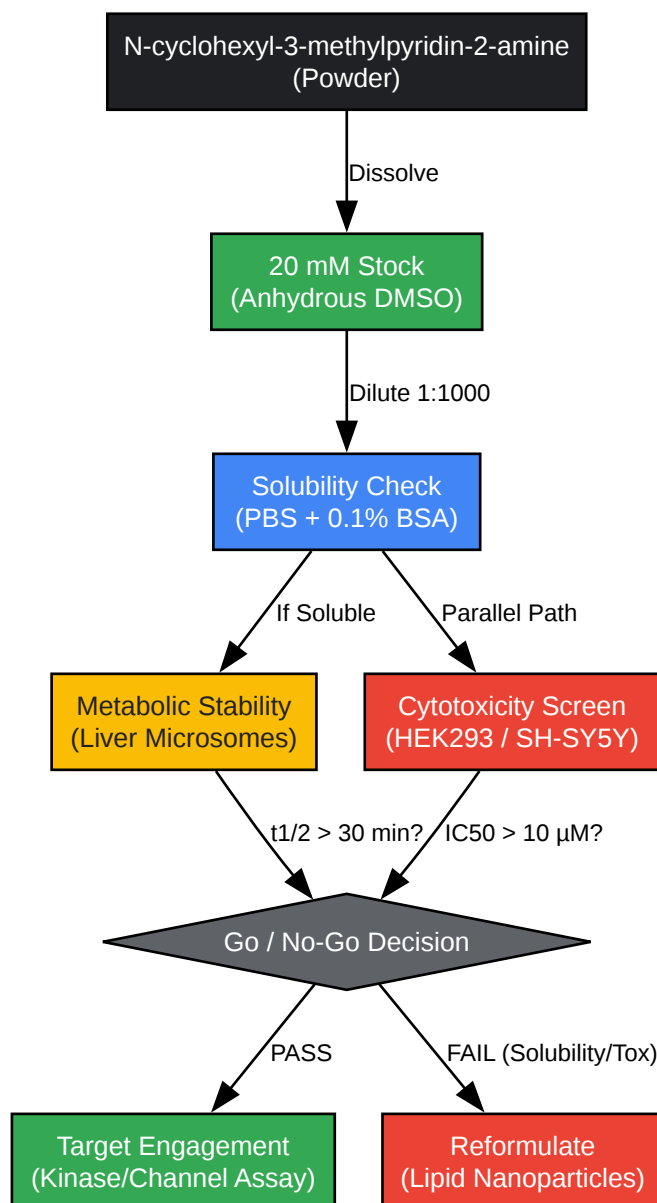 N-cyclohexyl-3-methylpyridin-2-amine
(Powder)
Dissolve
20 mM Stock
(Anhydrous DMSO)
Dilute 1:1000
Solubility Check
(PBS + 0.1% BSA)
If Soluble
Parallel Path
Metabolic Stability
(Liver Microsomes)
Cytotoxicity Screen
(HEK293 / SH-SY5Y)
t1/2 > 30 min?
IC50 > 10 µM?
Go / No-Go Decision
PASS
FAIL (Solubility/Tox)
Target Engagement
(Kinase/Channel Assay)
Reformulate
(Lipid Nanoparticles)